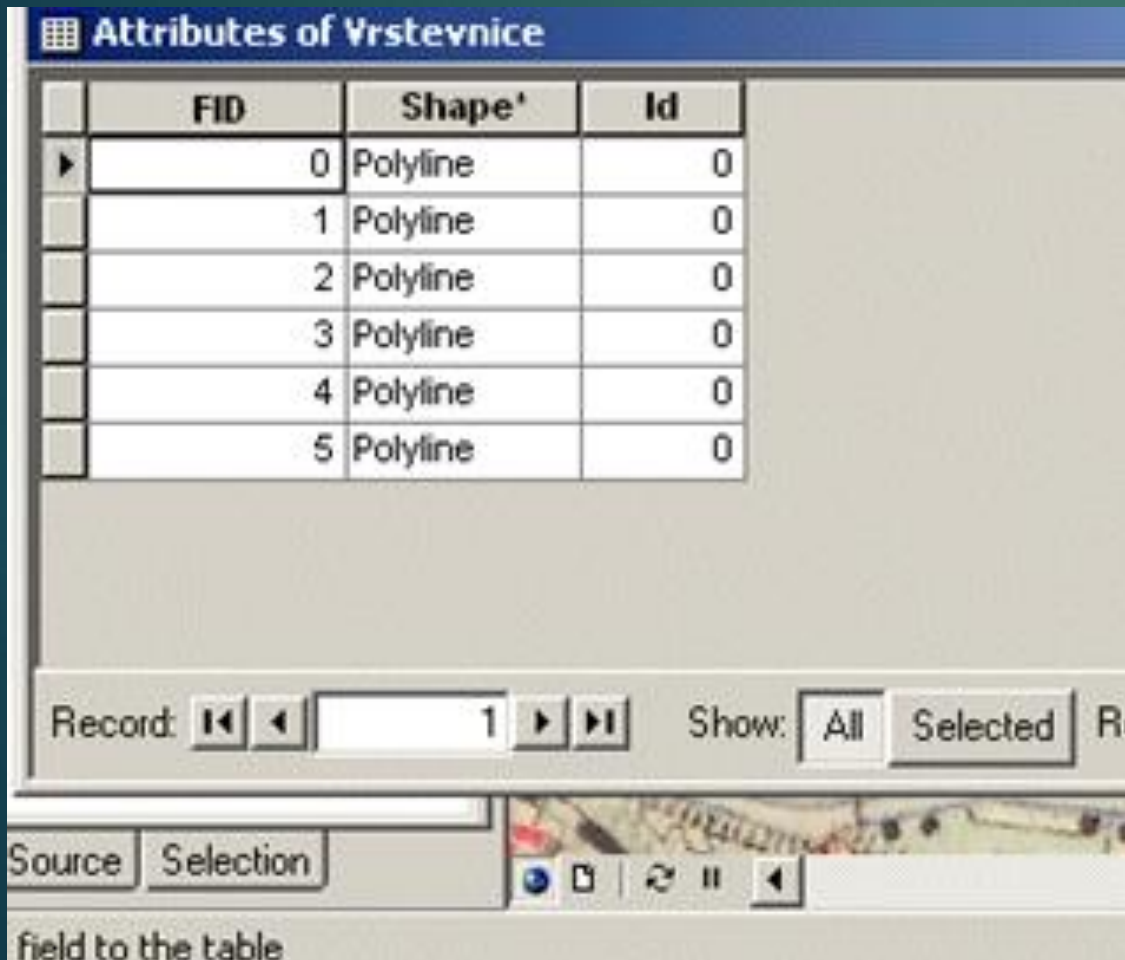 Attributes of Vrstevnice
FID Shape* Id
0 Polyline 0
1 Polyline 0
2 Polyline 0
3 Polyline 0
4 Polyline 0
5 Polyline 0
Record: 1 Show: All Selected
Source Selection
field to the table